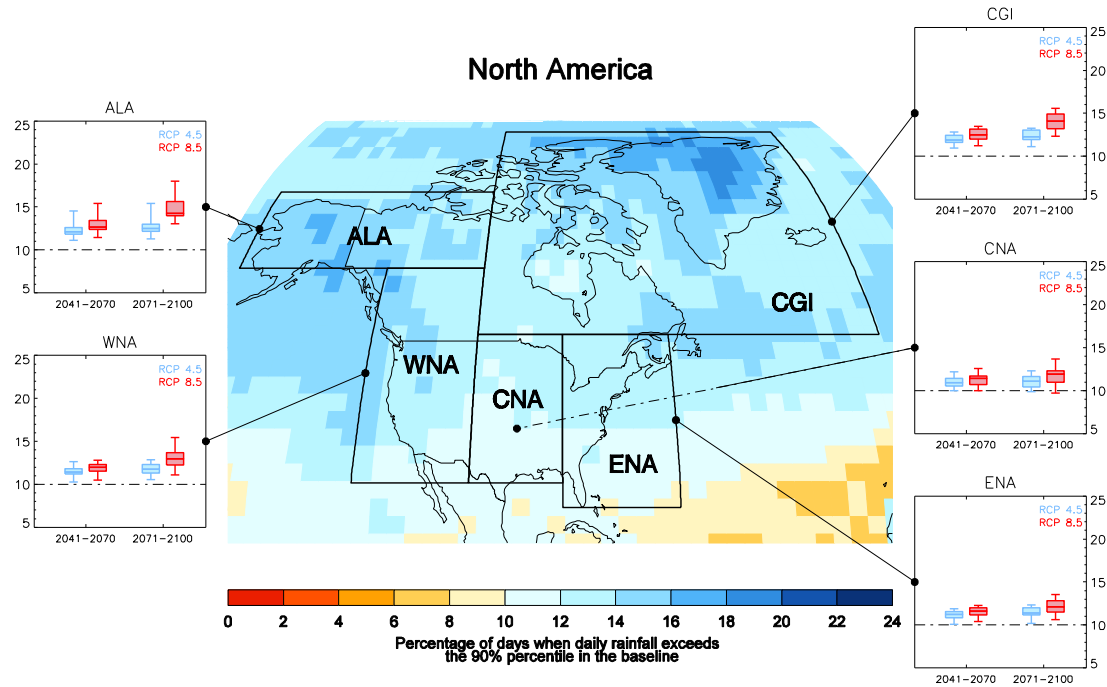 North America
ALA
25
20
15
10
5
RCP 4.5
RCP 8.5
2041-2070
2071-2100
WNA
25
20
15
10
5
RCP 4.5
RCP 8.5
2041-2070
2071-2100
ALA
CGI
WNA
CNA
ENA
CGI
25
20
15
10
5
RCP 4.5
RCP 8.5
2041-2070
2071-2100
CNA
25
20
15
10
5
RCP 4.5
RCP 8.5
2041-2070
2071-2100
ENA
25
20
15
10
5
RCP 4.5
RCP 8.5
2041-2070
2071-2100
0 2 4 6 8 10 12 14 16 18 20 22 24
Percentage of days when daily rainfall exceeds
the 90% percentile in the baseline